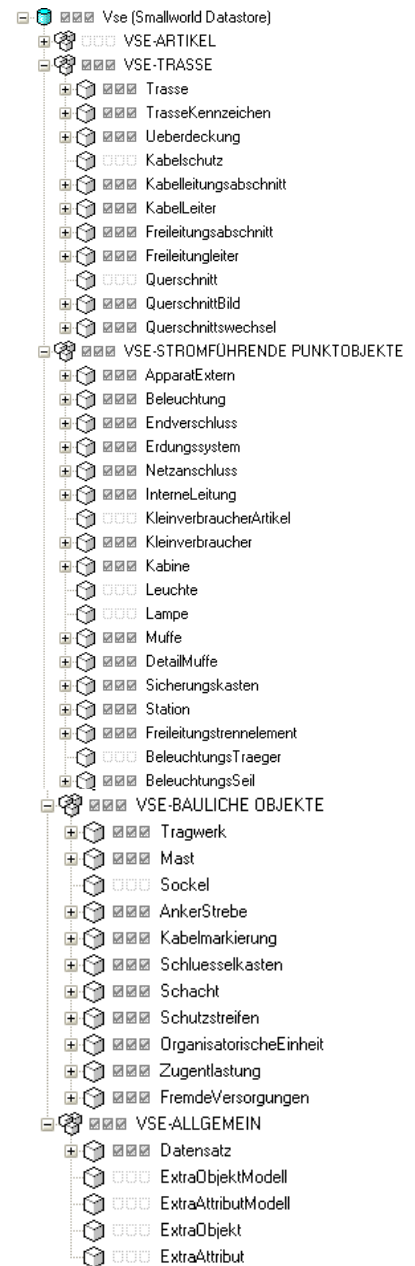 Vse (Smallworld Datastore)
VSE-ARTIKEL
VSE-TRASSE
Trasse
TrasseKennzeichen
Ueberdeckung
Kabelschutz
Kabelleitungsabschnitt
KabelLeiter
Freileitungsabschnitt
Freileitungleiter
Querschnitt
QuerschnittBild
Querschnittswechsel
VSE-STROMFÜHRENDE PUNKTOBJEKTE
ApparatExtern
Beleuchtung
Endverschluss
Erdungssystem
Netzanschluss
InterneLeitung
KleinverbraucherArtikel
Kleinverbraucher
Kabine
Leuchte
Lampe
Muffe
DetailMuffe
Sicherungskasten
Station
Freileitungstrennelement
BeleuchtungsTraeger
BeleuchtungsSeil
VSE-BAULICHE OBJEKTE
Tragwerk
Mast
Sockel
AnkerStrebe
Kabelmarkierung
Schluesselkasten
Schacht
Schutzstreifen
OrganisatorischeEinheit
Zugentlastung
FremdeVersorgungen
VSE-ALLGEMEIN
Datensatz
ExtraObjektModell
ExtraAttributModell
ExtraObjekt
ExtraAttribut